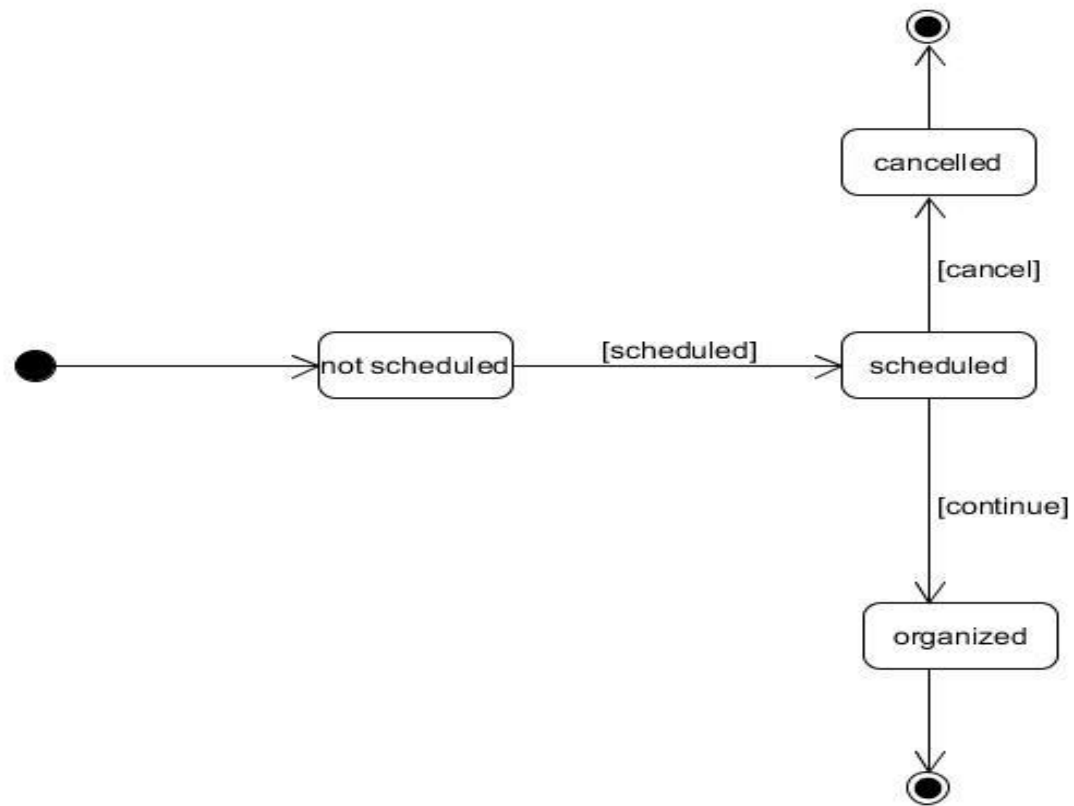 cancelled
[cancel]
not scheduled
[scheduled]
scheduled
[continue]
organized